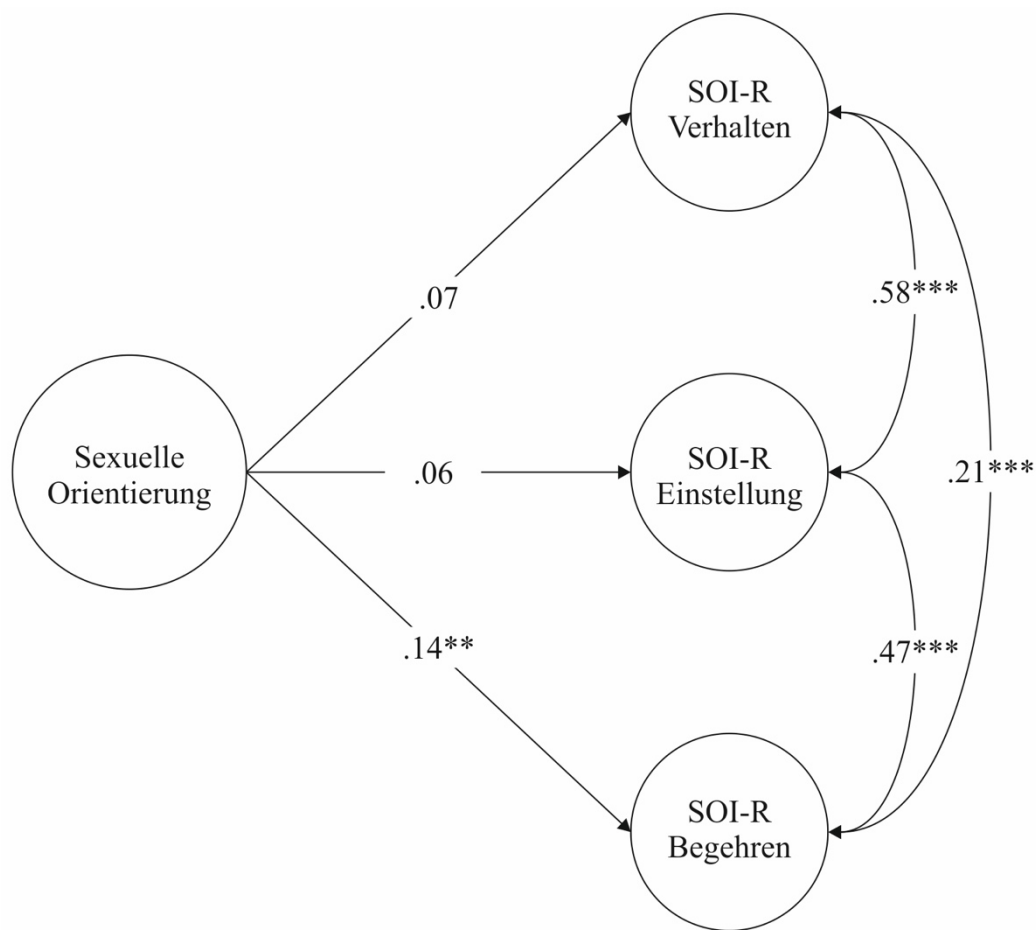 SOI-R
Verhalten
.07
.58***
Sexuelle
Orientierung
.06
SOI-R
Einstellung
.21***
.14**
.47***
SOI-R
Begehren